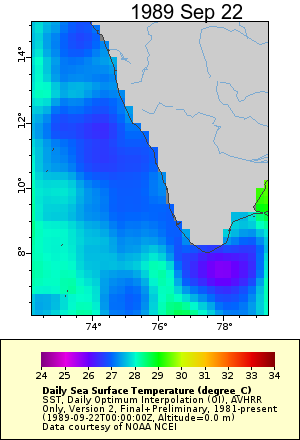 1989 Sep 22
14°
12°
10°
8°
74°
76°
78°
24 25 26 27 28 29 30 31 32 33 34
Daily Sea Surface Temperature (degree_C)
SST, Daily Optimum Interpolation (OI), AVHRR
Only, Version 2, Final+Preliminary, 1981-present
(1989-09-22T00:00:00Z, Altitude=0.0 m)
Data courtesy of NOAA NCEI